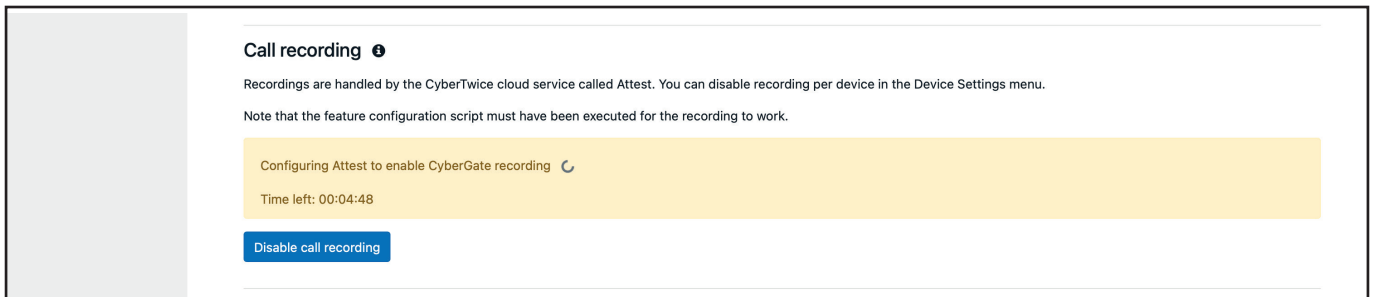 Call recording
Recordings are handled by the CyberTwice cloud service called Attest. You can disable recording per device in the Device Settings menu.
Note that the feature configuration script must have been executed for the recording to work.
Configuring Attest to enable CyberGate recording
Time left: 00:04:48
Disable call recording